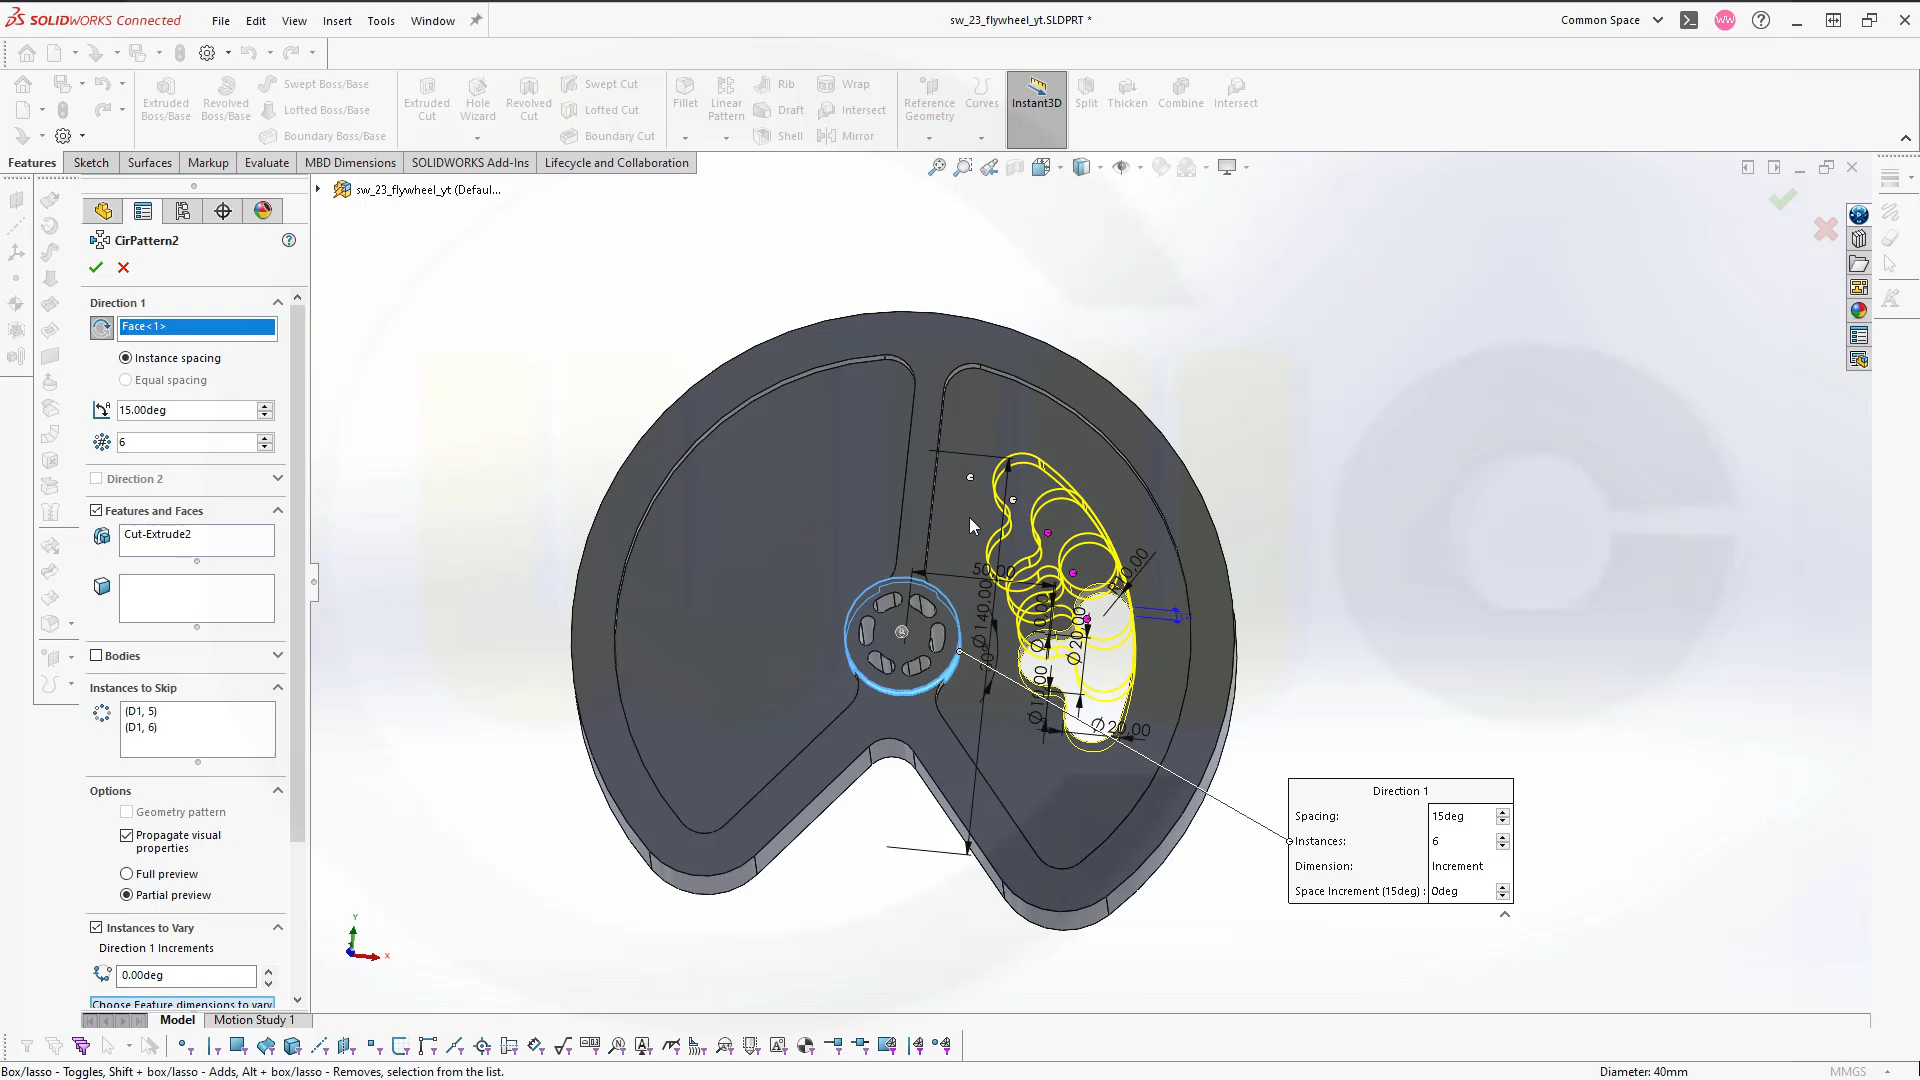 SOLIDWORKS Connected
File Edit View Insert Tools Window
sw_23_flywheel_yt.SLDPRT *
Common Space
WW
Extruded Boss/Base
Revolved Boss/Base
Swept Boss/Base
Lofted Boss/Base
Boundary Boss/Base
Extruded Cut
Hole Wizard
Revolved Cut
Swept Cut
Lofted Cut
Boundary Cut
Fillet
Linear Pattern
Rib
Draft
Shell
Wrap
Intersect
Mirror
Reference Geometry
Curves
Instant3D
Split
Thicken
Combine
Intersect
Features Sketch Surfaces Markup Evaluate MBD Dimensions SOLIDWORKS Add-Ins Lifecycle and Collaboration
sw_23_flywheel_yt (Defaul...
CirPattern2
Direction 1
Face<1>
Instance spacing
Equal spacing
15.00deg
6
Direction 2
Features and Faces
Cut-Extrude2
Bodies
Instances to Skip
(D1, 5)
(D1, 6)
Options
Geometry pattern
Propagate visual
properties
Full preview
Partial preview
Instances to Vary
Direction 1 Increments
0.00deg
Choose Feature dimensions to vary
50,00
Ø140,00
Ø20,00
Ø20,00
Direction 1
Spacing: 15deg
Instances: 6
Dimension: Increment
Space Increment (15deg) : 0deg
Y
X
Model Motion Study 1
Box/lasso - Toggles, Shift + box/lasso - Adds, Alt + box/lasso - Removes, selection from the list.
Diameter: 40mm
MMGS